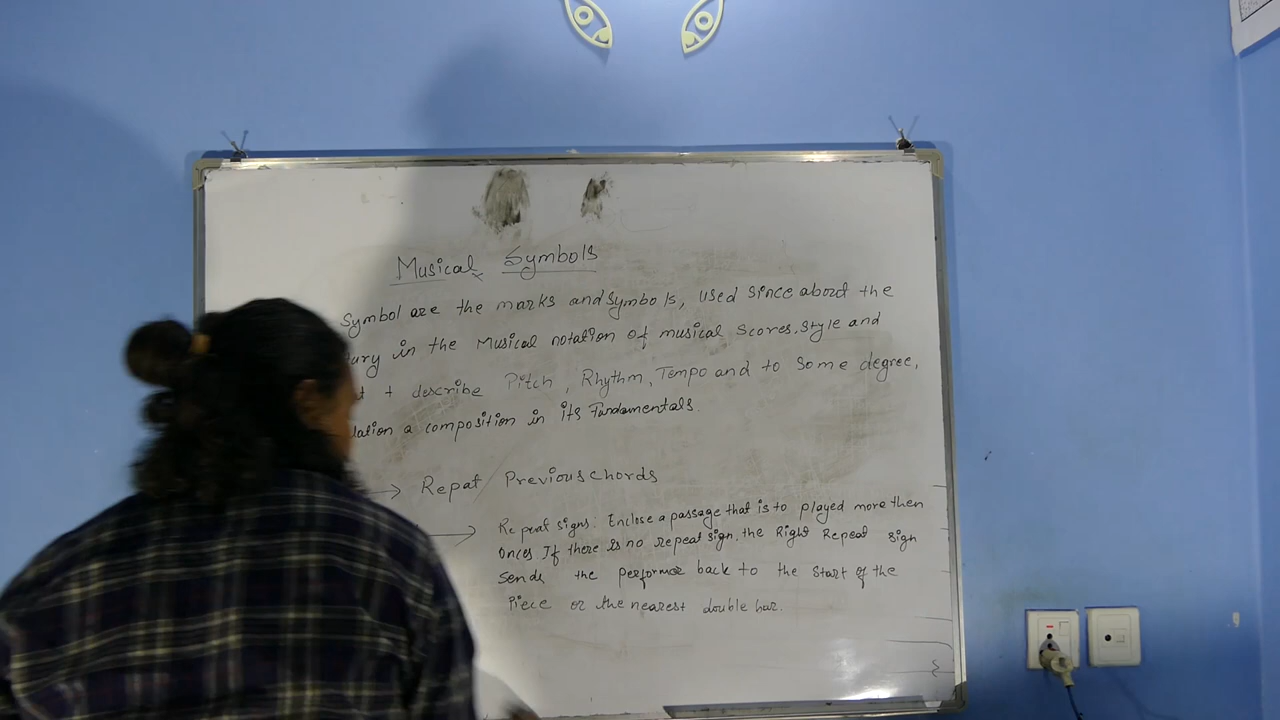 Musical Symbols
Symbol are the marks and Symbols, used since about the
ury in the Musical notation of musical Scores. Style and
t + describe Pitch, Rhythm, Tempo and to Some degree,
lation a composition in its Fundamentals.
→ Repat Previous chords
→ Repeat signs: Enclose a passage that is to played more then
Onces If there is no repeat sign, the Right Repeat sign
Sends the performer back to the Start of the
Piece or the nearest double bar.